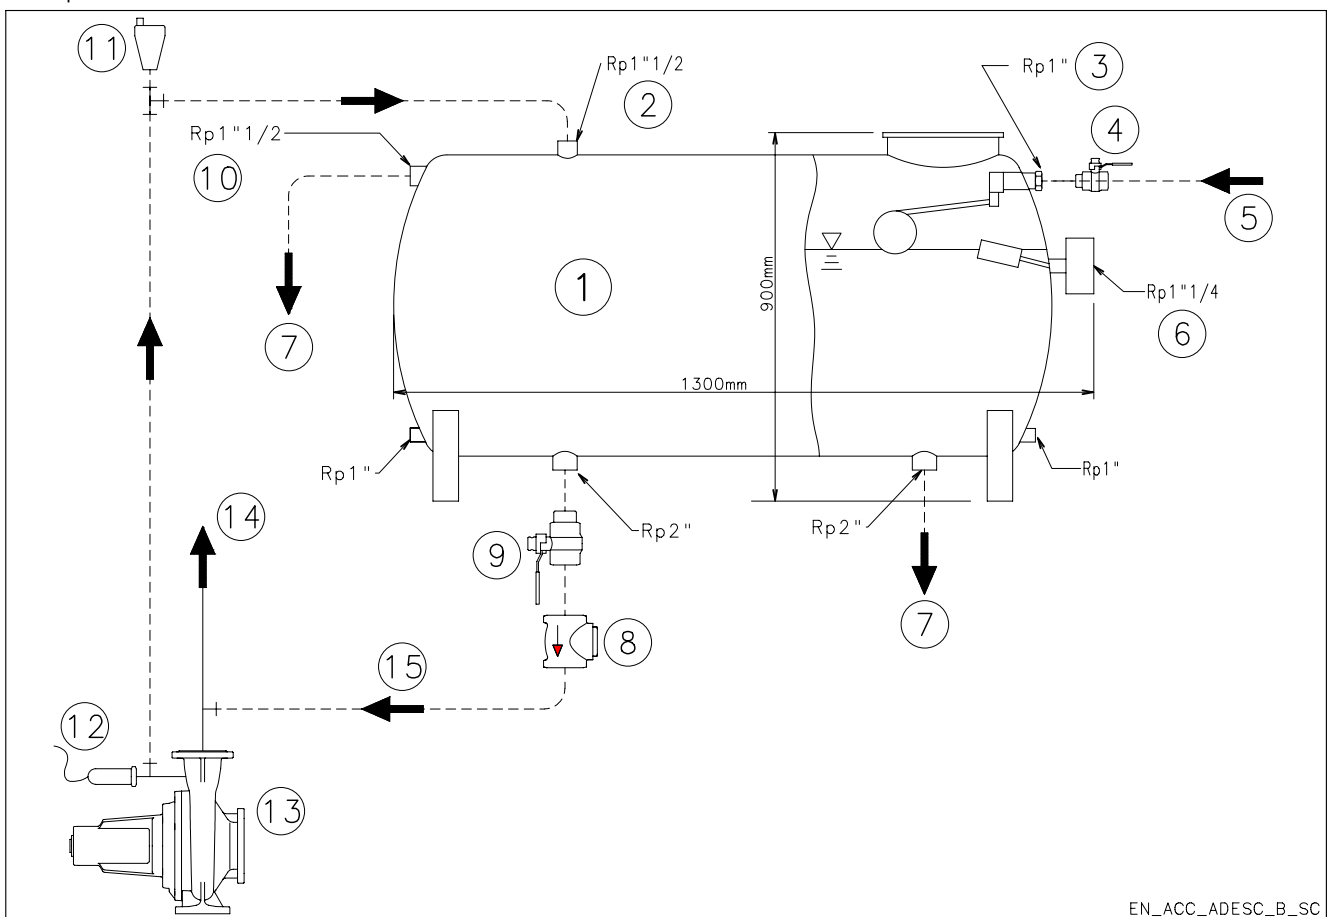 11
Rp1"1/2
2
Rp1"
3
4
Rp1"1/2
10
5
1
900mm
Rp1"1/4
6
7
1300mm
Rp1"
Rp1"
14
Rp2"
Rp2"
9
7
8
15
12
13
EN_ACC_ADESC_B_SC